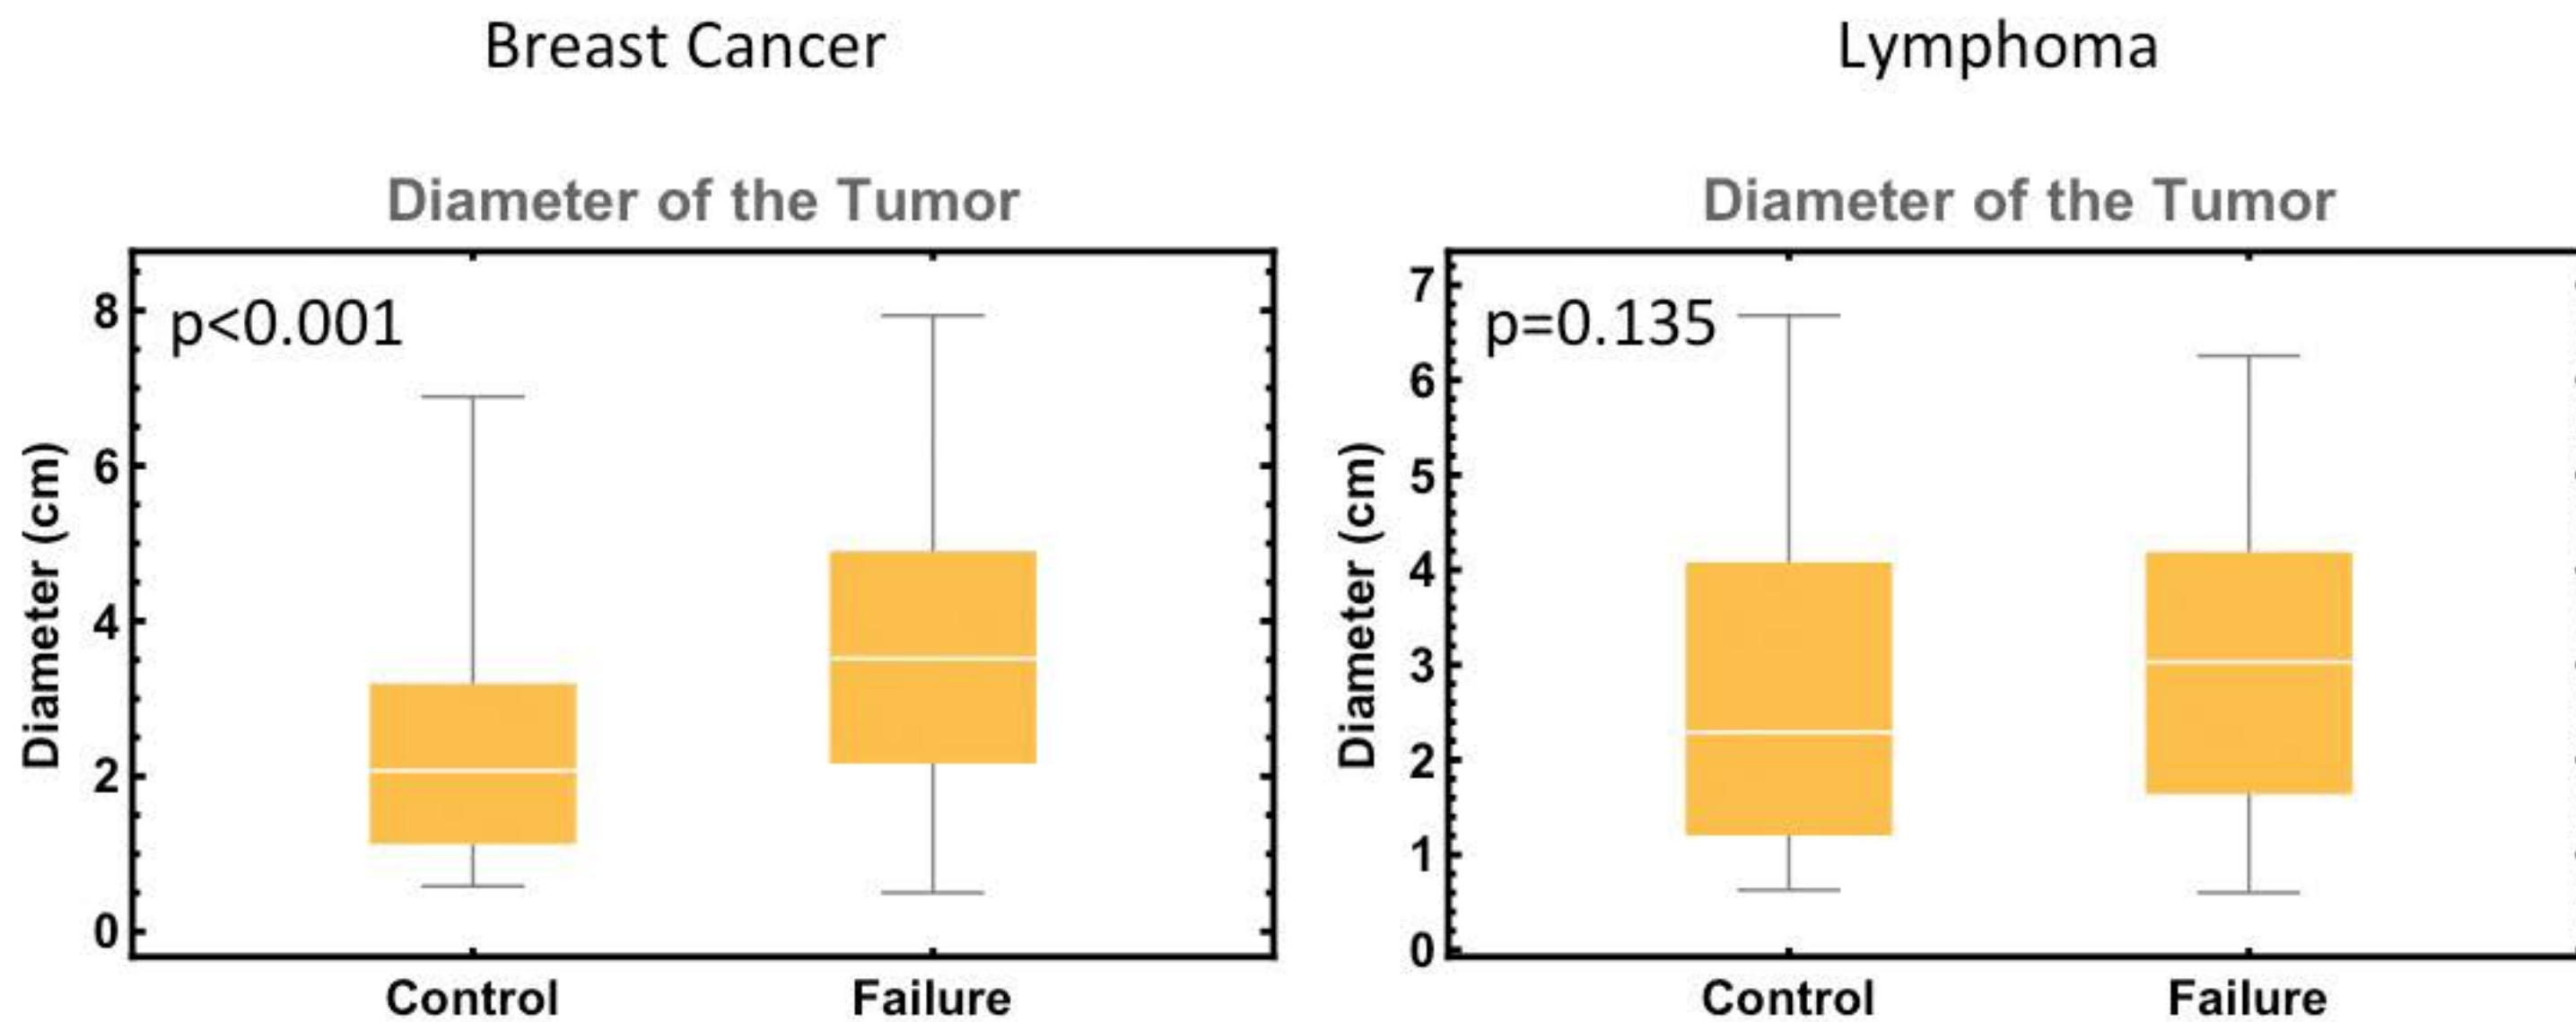 Breast Cancer
Diameter of the Tumor
p<0.001
Diameter (cm)
8
6
4
2
0
Control Failure
Lymphoma
Diameter of the Tumor
p=0.135
Diameter (cm)
7
6
5
4
3
2
1
0
Control Failure